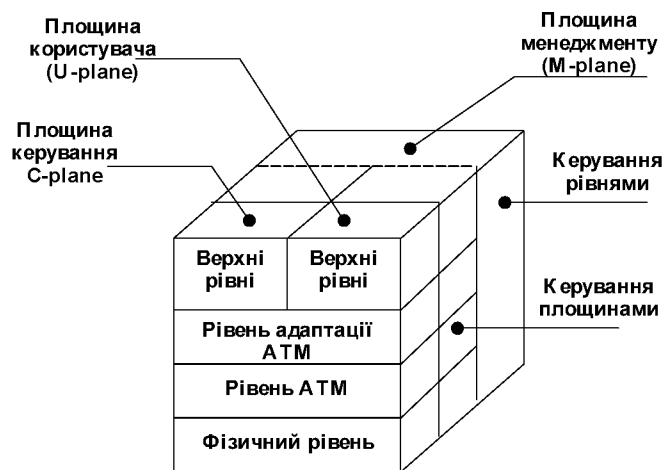 Площина
користувача
(U-plane)
Площина
менеджменту
(M-plane)
Площина
керування
C-plane
Керування
рівнями
Верхні
рівні
Верхні
рівні
Керування
площинами
Рівень адаптації
АТМ
Рівень АТМ
Фізичний рівень